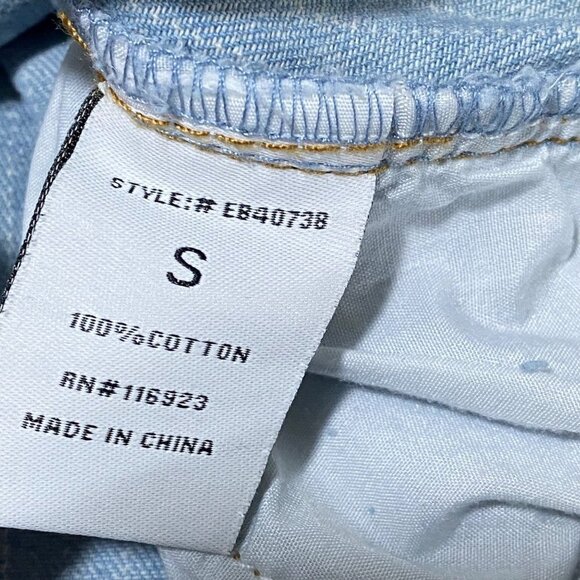 STYLE:# EB40738
S
100%COTTON
RN#116923
MADE IN CHINA